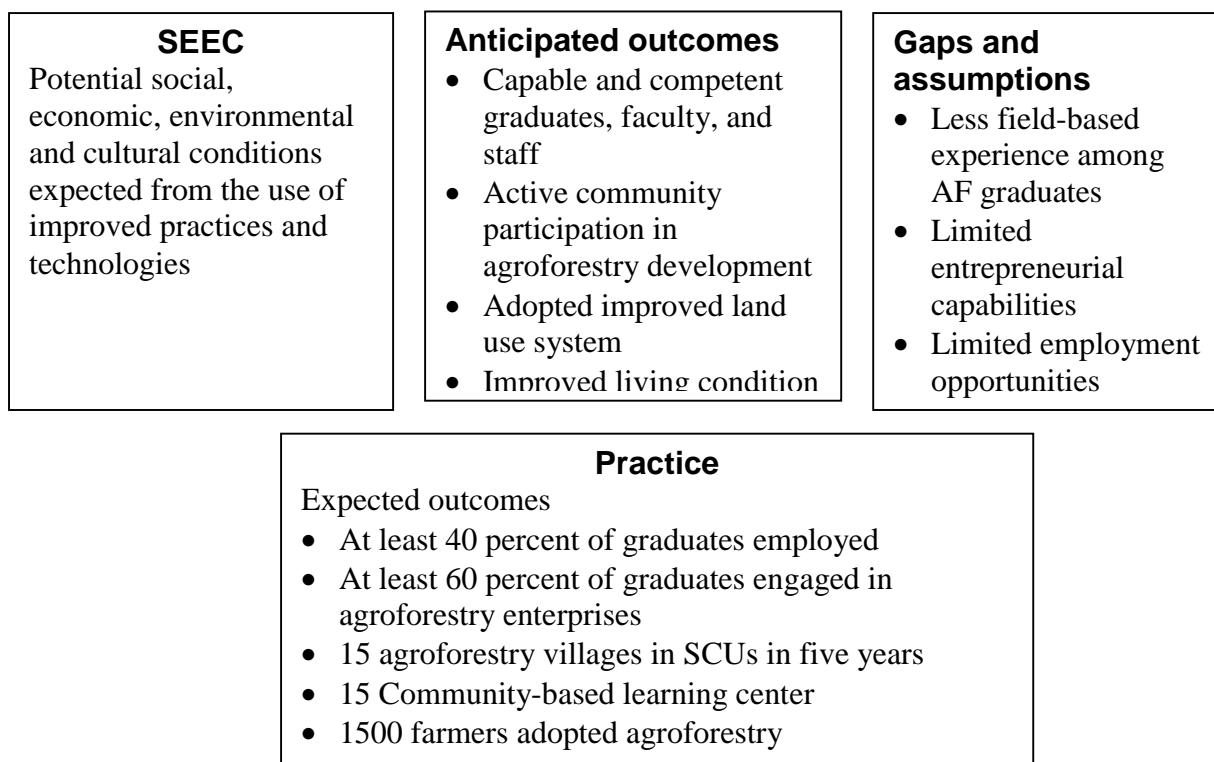 SEEC
Potential social,
economic, environmental
and cultural conditions
expected from the use of
improved practices and
technologies
Anticipated outcomes
• Capable and competent
graduates, faculty, and
staff
• Active community
participation in
agroforestry development
• Adopted improved land
use system
• Improved living condition
Gaps and
assumptions
• Less field-based
experience among
AF graduates
• Limited
entrepreneurial
capabilities
• Limited employment
opportunities
Practice
Expected outcomes
• At least 40 percent of graduates employed
• At least 60 percent of graduates engaged in
agroforestry enterprises
• 15 agroforestry villages in SCUs in five years
• 15 Community-based learning center
• 1500 farmers adopted agroforestry